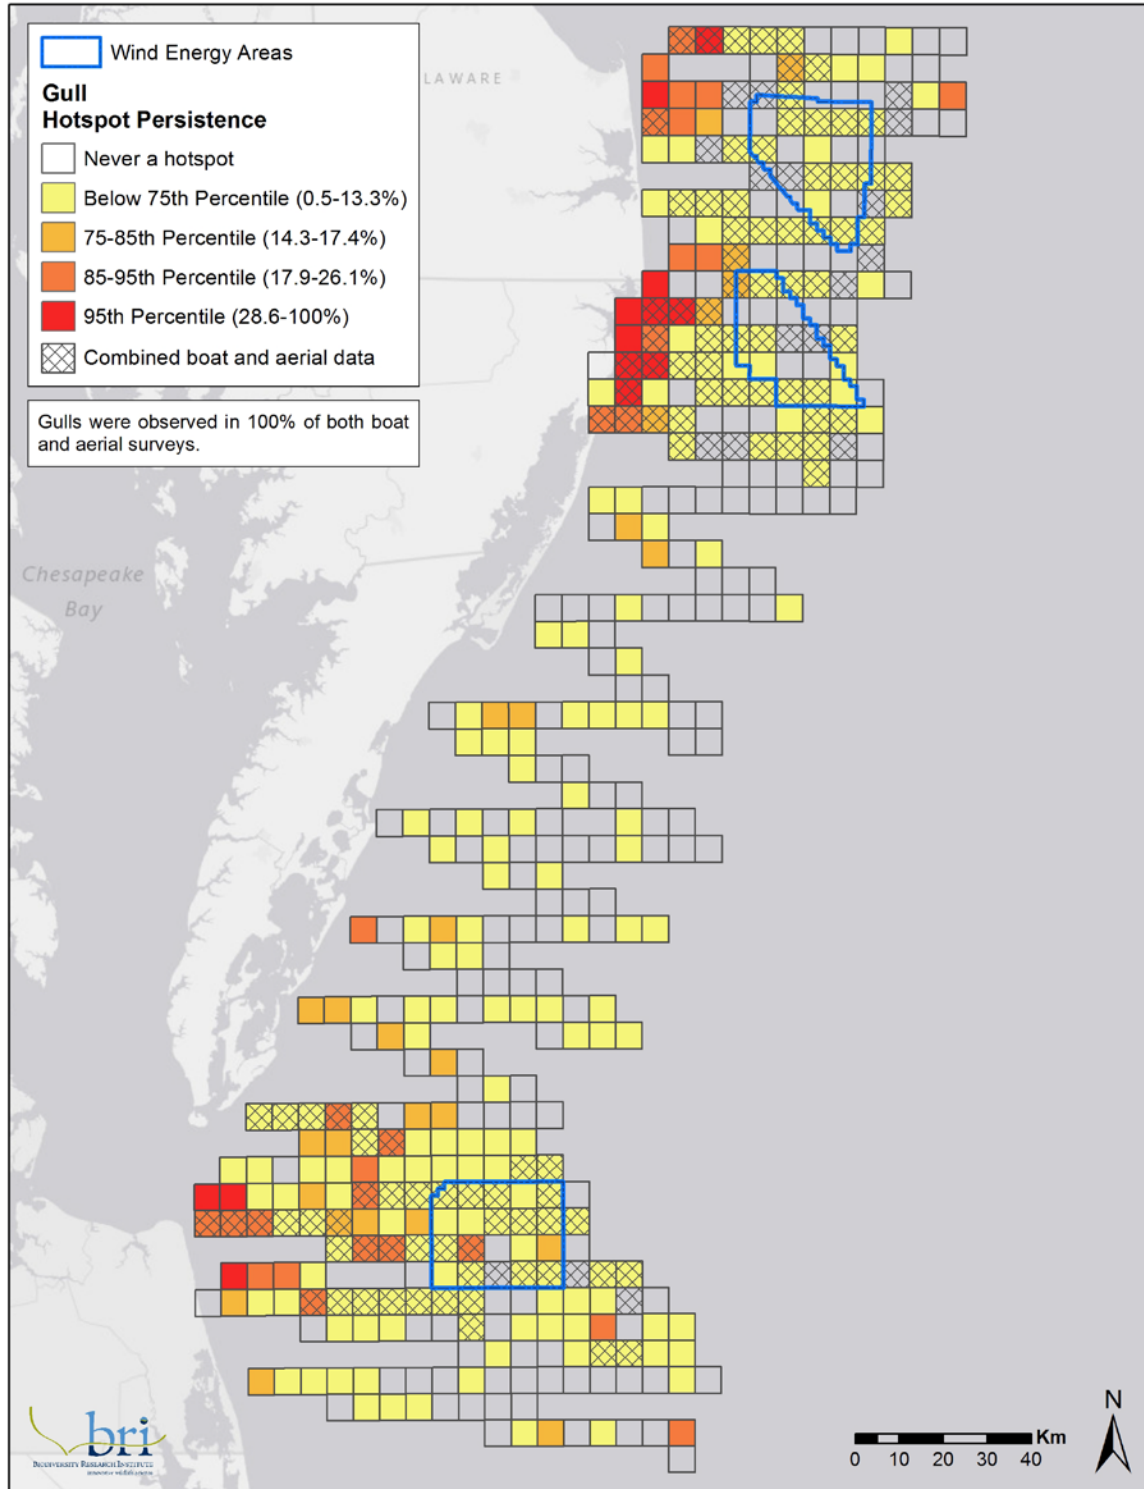 Wind Energy Areas
Gull
Hotspot Persistence
Never a hotspot
Below 75th Percentile (0.5-13.3%)
75-85th Percentile (14.3-17.4%)
85-95th Percentile (17.9-26.1%)
95th Percentile (28.6-100%)
Combined boat and aerial data
Gulls were observed in 100% of both boat
and aerial surveys.
LAWARE
Chesapeake
Bay
bri
BIODIVERSITY RESEARCH INSTITUTE
N
Km
0 10 20 30 40